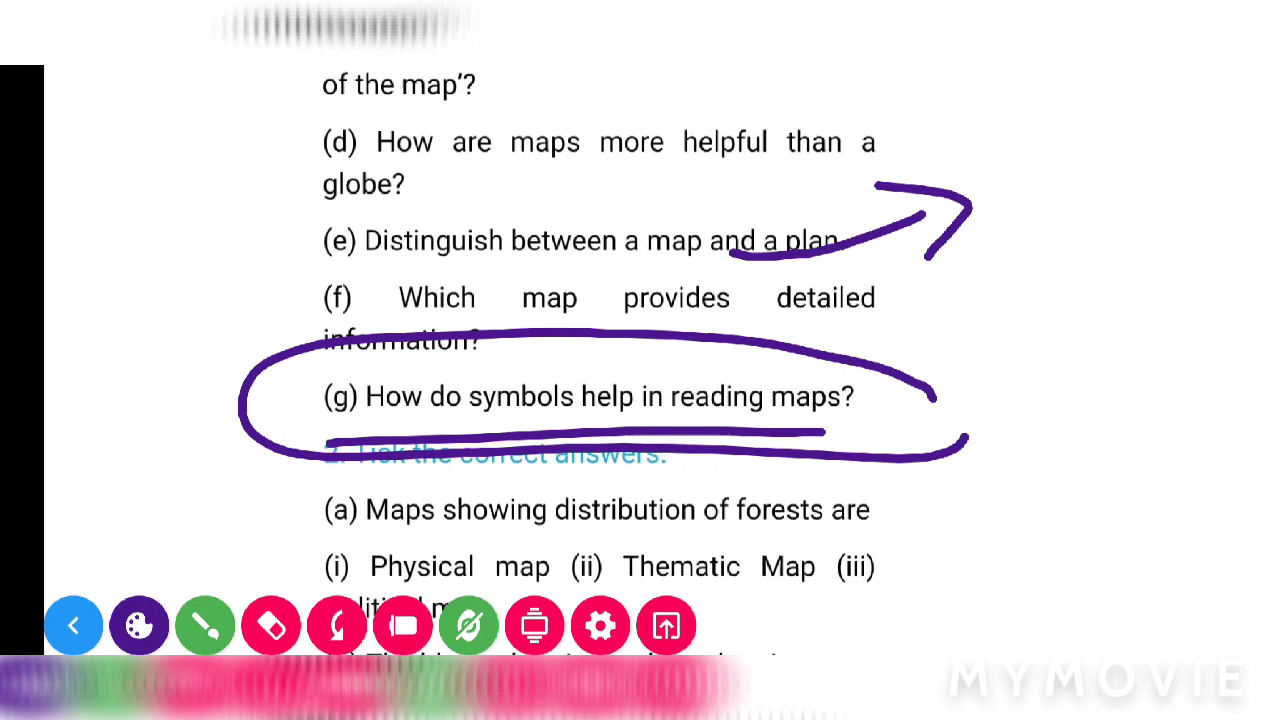 of the map'?
(d) How are maps more helpful than a
globe?
(e) Distinguish between a map and a plan.
(f) Which map provides detailed
information?
(g) How do symbols help in reading maps?
2. Tick the correct answers.
(a) Maps showing distribution of forests are
(i) Physical map (ii) Thematic Map (iii)
MYMOVIE